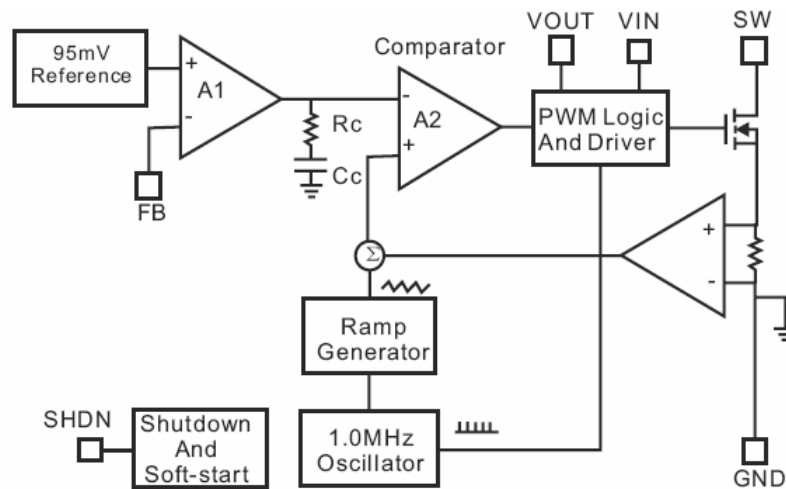 VOUT VIN SW
95mV
Reference
Comparator
+
-
A1
-
+
A2
PWM Logic
And Driver
Rc
Cc
FB
+
-
Σ
Ramp
Generator
SHDN
Shutdown
And
Soft-start
1.0MHz
Oscillator
GND